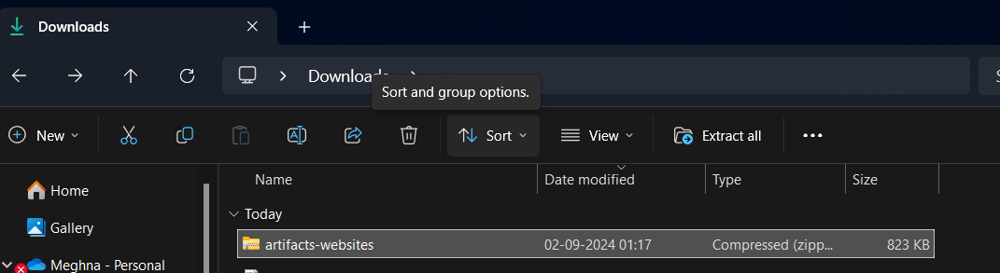 Downloads
Downloads
Sort and group options.
New
Sort
View
Extract all
Name Date modified Type Size
Home
Today
Gallery
artifacts-websites 02-09-2024 01:17 Compressed (zipp... 823 KB
Meghna - Personal